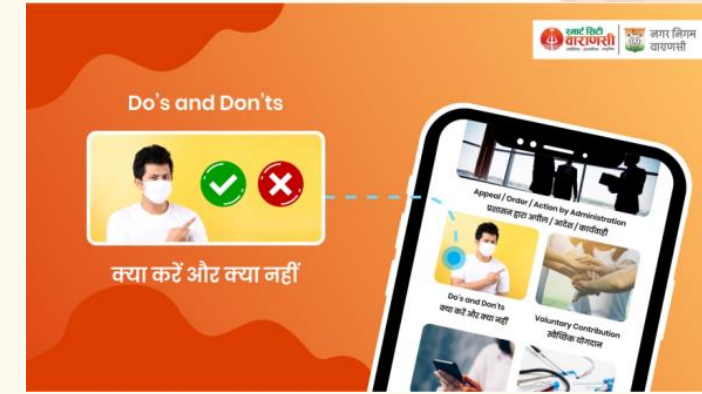 स्मार्ट सिटी
वाराणसी
नगर निगम
वाराणसी
Do's and Don'ts
क्या करें और क्या नहीं
Appeal / Order / Action by Administration
प्रशासन द्वारा अपील / आदेश / कार्यवाही
Do's and Don'ts
क्या करें और क्या नहीं
Voluntary Contribution
स्वेच्छिक योगदान